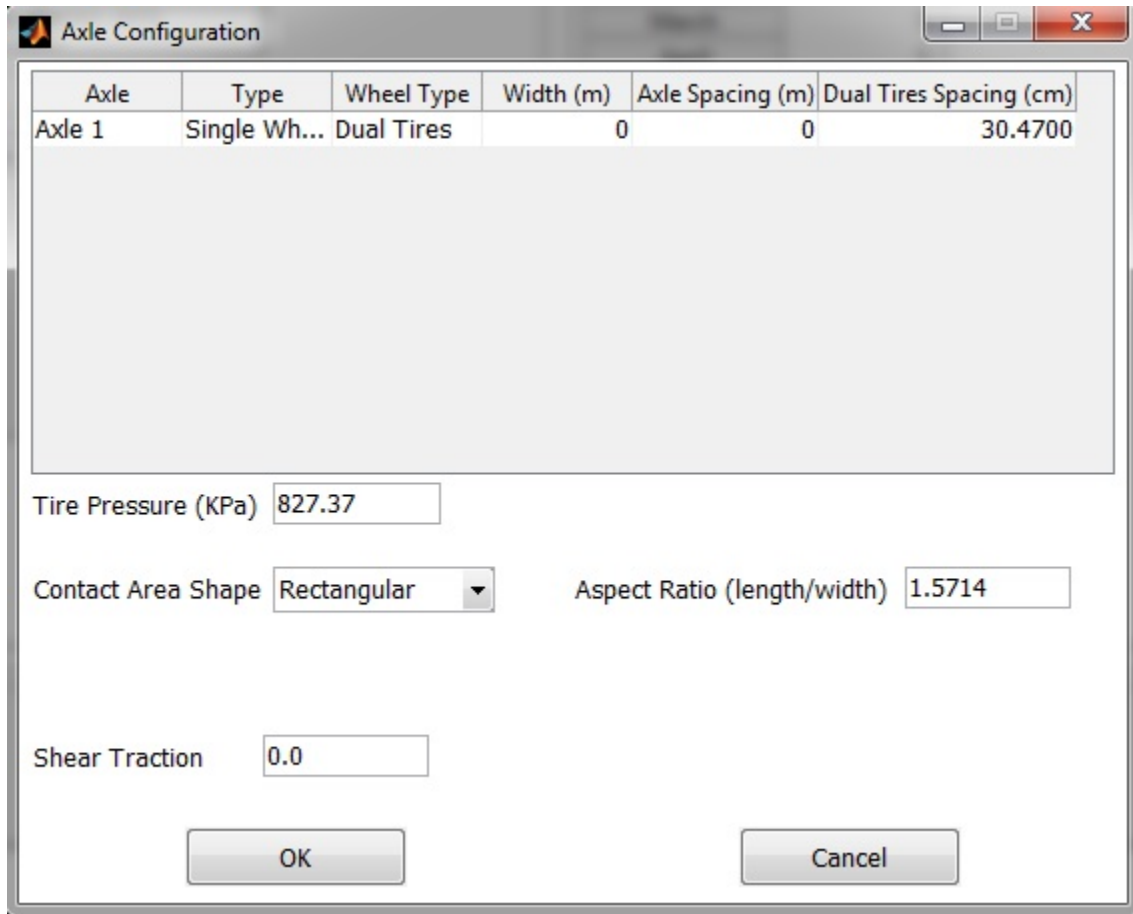 Axle Configuration
Axle Type Wheel Type Width (m) Axle Spacing (m) Dual Tires Spacing (cm)
Axle 1 Single Wh... Dual Tires 0 0 30.4700
Tire Pressure (KPa) 827.37
Contact Area Shape Rectangular Aspect Ratio (length/width) 1.5714
Shear Traction 0.0
OK Cancel